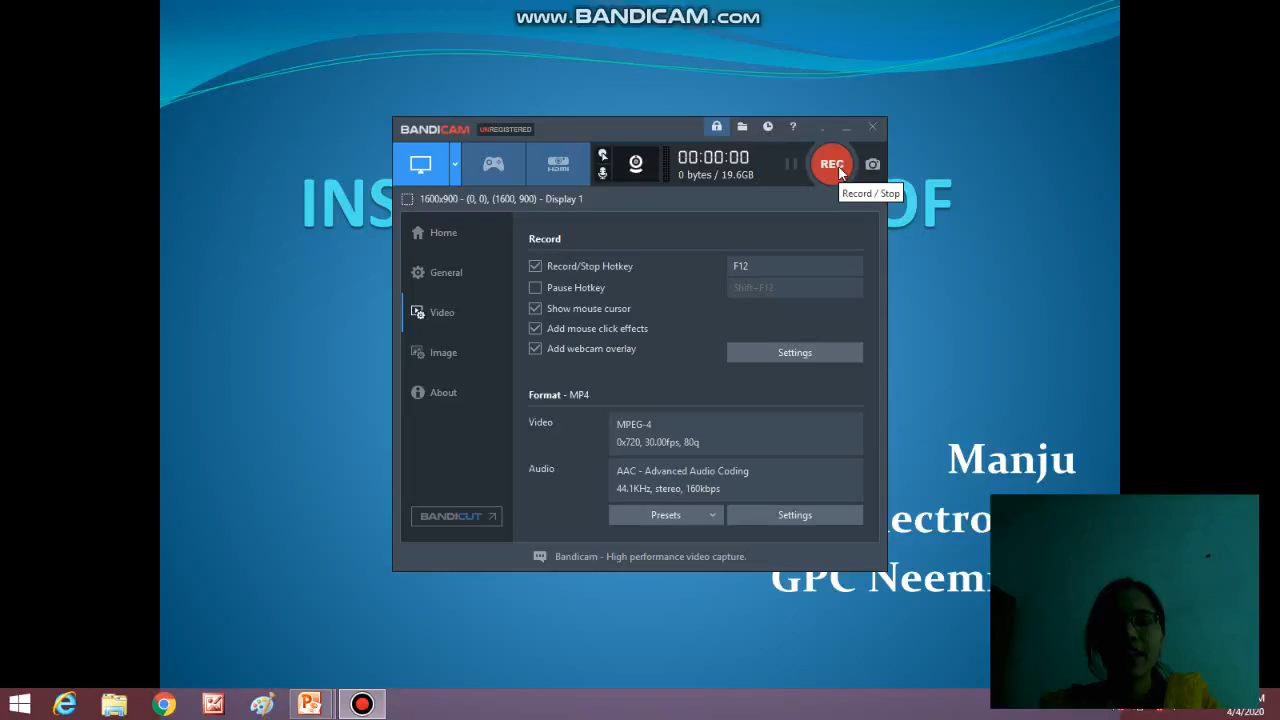 www.BANDICAM.com
BANDICAM UNREGISTERED
?
HDMI
00:00:00
0 bytes / 19.6GB
REC
Record / Stop
INS OF
1600x900 - (0, 0), (1600, 900) - Display 1
Home
General
Video
Image
About
BANDICUT
Record
Record/Stop Hotkey F12
Pause Hotkey Shift+F12
Show mouse cursor
Add mouse click effects
Add webcam overlay
Settings
Format - MP4
Video
MPEG-4
0x720, 30.00fps, 80q
Audio
AAC - Advanced Audio Coding
44.1KHz, stereo, 160kbps
Presets
Settings
Bandicam - High performance video capture.
Manju
lectro
GPC Neem
4/4/2020